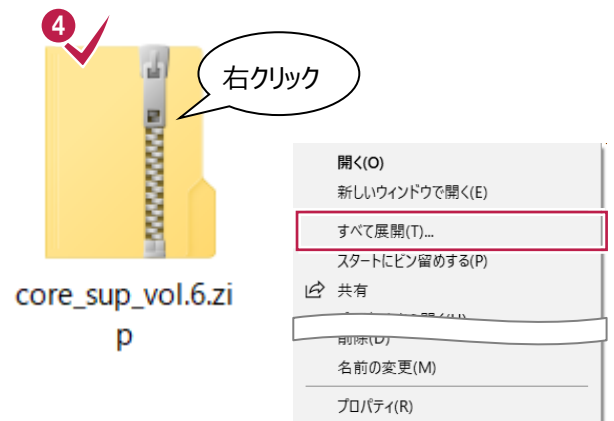 4
右クリック
core_sup_vol.6.zi
p
開く(O)
新しいウィンドウで開く(E)
すべて展開(T)...
スタートにピン留めする(P)
共有
削除(D)
名前の変更(M)
プロパティ(R)